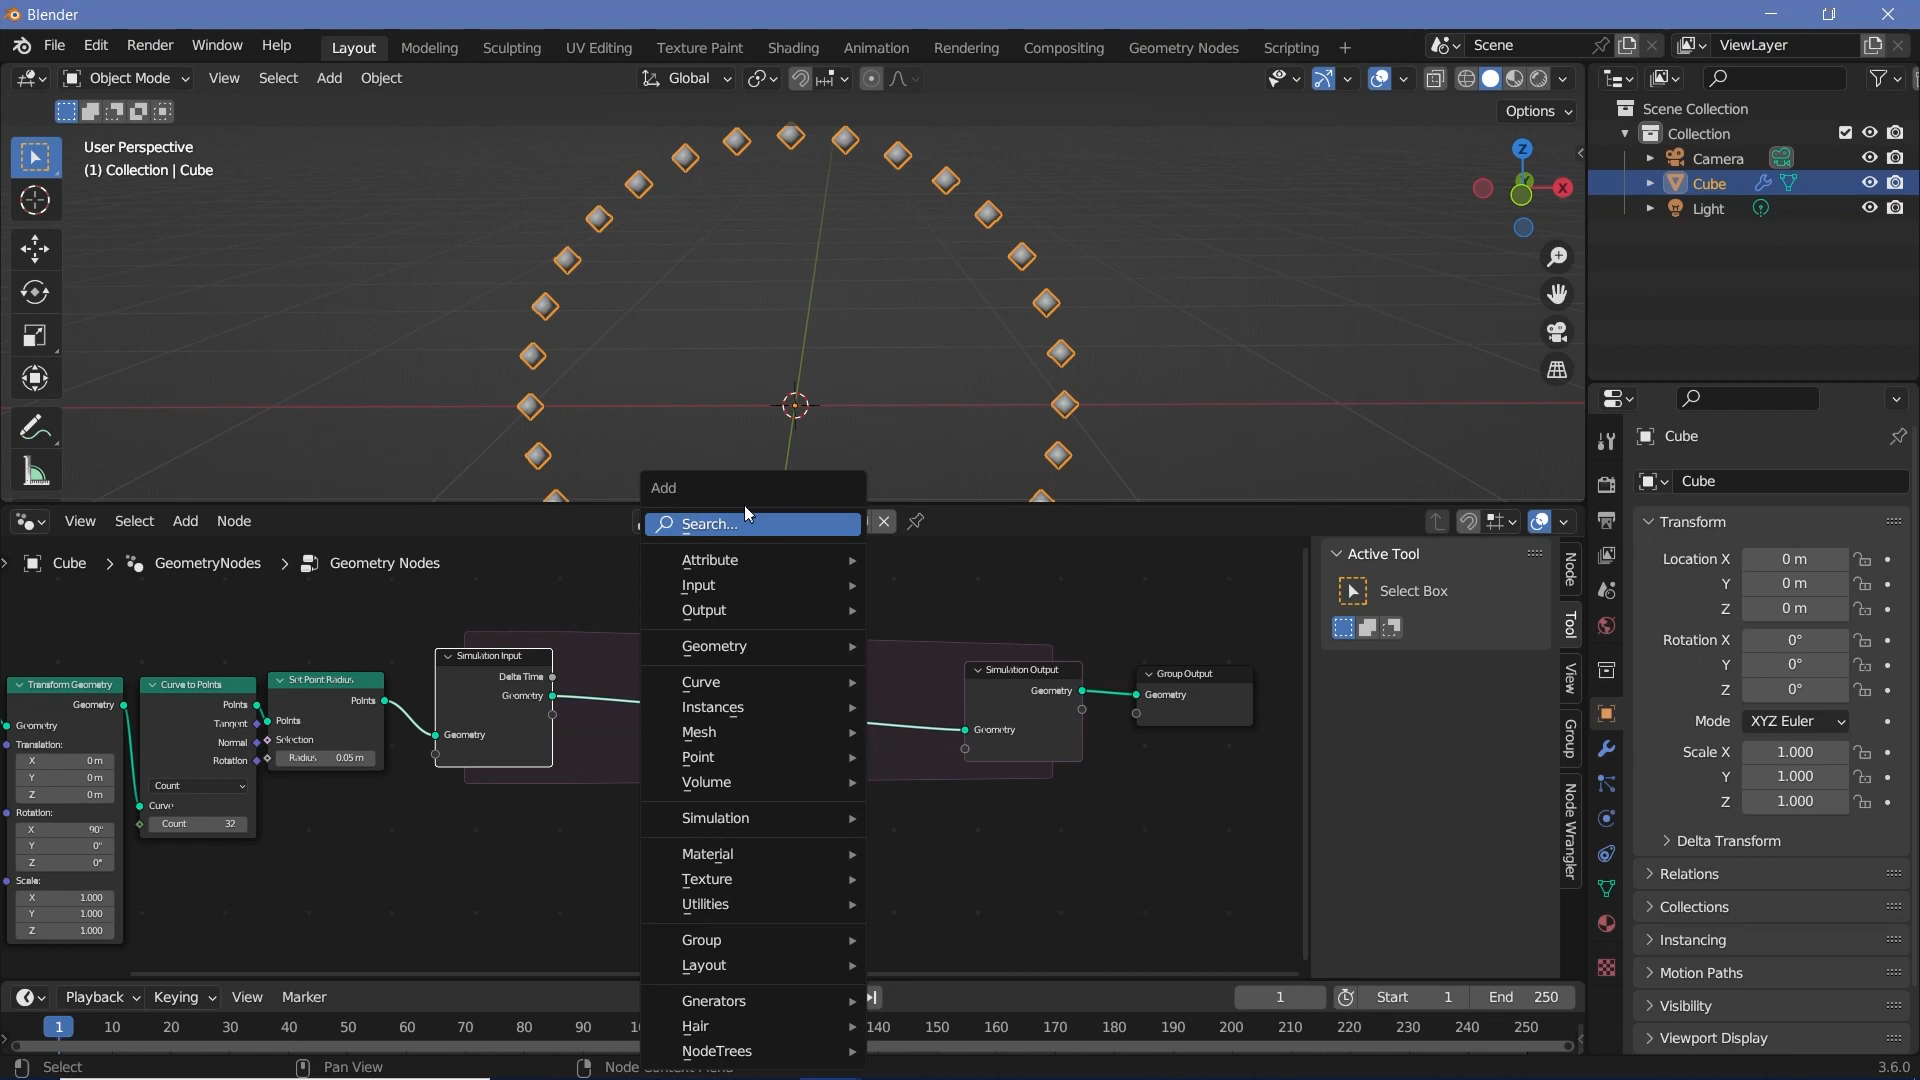 Blender
File Edit Render Window Help Layout Modeling Sculpting UV Editing Texture Paint Shading Animation Rendering Compositing Geometry Nodes Scripting + Scene ViewLayer
Object Mode View Select Add Object Global
Options
User Perspective
(1) Collection | Cube
Z
X
Scene Collection
Collection
Camera
Cube
Light
Cube
Cube
Transform
Location X 0 m
Y 0 m
Z 0 m
Rotation X 0°
Y 0°
Z 0°
Mode XYZ Euler
Scale X 1.000
Y 1.000
Z 1.000
Delta Transform
Relations
Collections
Instancing
Motion Paths
Visibility
Viewport Display
View Select Add Node
Cube > GeometryNodes > Geometry Nodes
Transform Geometry
Geometry
Geometry
Translation:
X 0 m
Y 0 m
Z 0 m
Rotation:
X 90°
Y 0°
Z 0°
Scale:
X 1.000
Y 1.000
Z 1.000
Curve to Points
Points
Tangent
Normal
Rotation
Count
Curve
Count 32
Set Point Radius
Points
Points
Selection
Radius 0.05 m
Simulation Input
Delta Time
Geometry
Geometry
Add
Search...
Attribute
Input
Output
Geometry
Curve
Instances
Mesh
Point
Volume
Simulation
Material
Texture
Utilities
Group
Layout
Gnerators
Hair
NodeTrees
Simulation Output
Geometry
Geometry
Group Output
Geometry
Active Tool
Select Box
Node
Tool
View
Group
Node Wrangler
Playback Keying View Marker
1 Start 1 End 250
1 10 20 30 40 50 60 70 80 90 140 150 160 170 180 190 200 210 220 230 240 250
Select Pan View 3.6.0